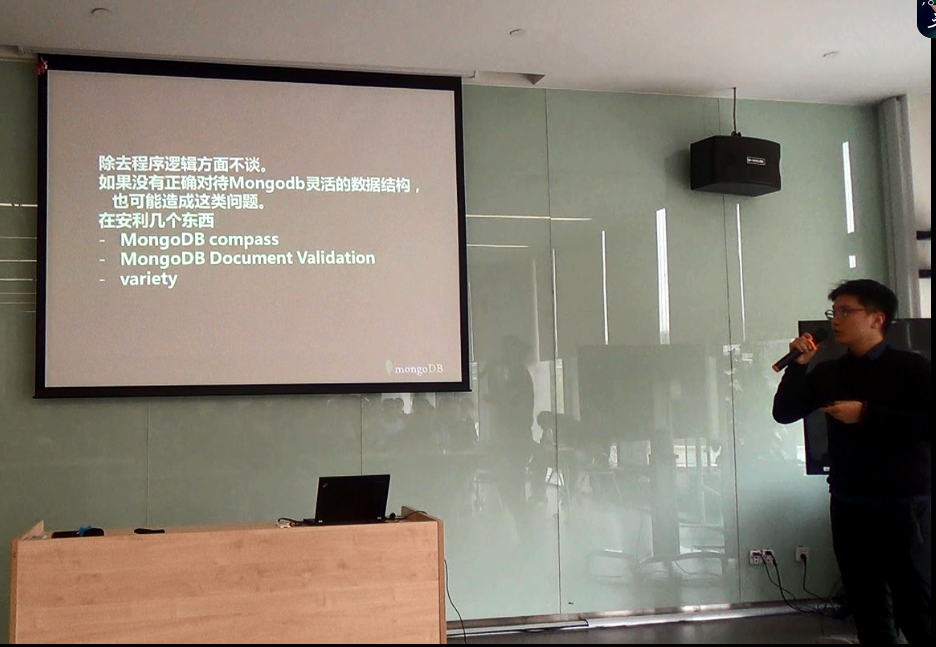 除去程序逻辑方面不谈。
如果没有正确对待Mongodb灵活的数据结构，
也可能造成这类问题。
在安利几个东西
- MongoDB compass
- MongoDB Document Validation
- variety
mongoDB